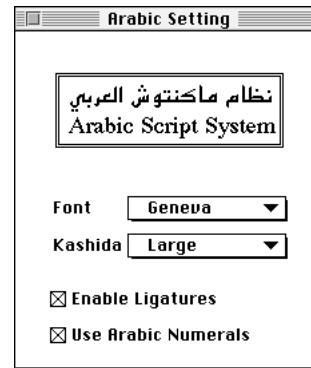 Arabic Setting
نظام ماكنتوش العربي
Arabic Script System
Font Geneva
Kashida Large
Enable Ligatures
Use Arabic Numerals